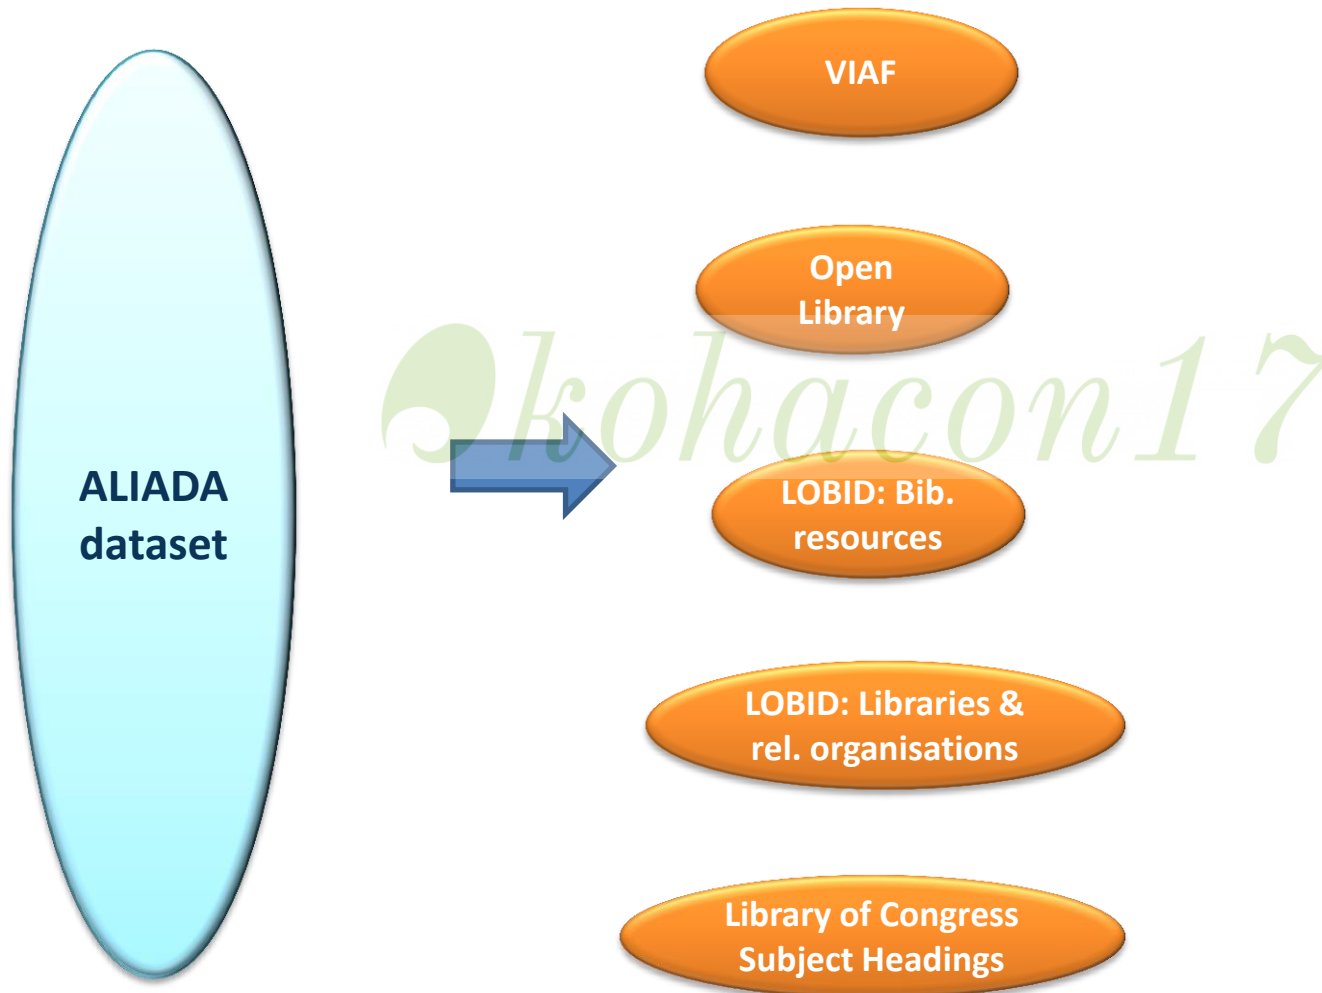 VIAF
Open
Library
kohacon17
ALIADA
dataset
LOBID: Bib.
resources
LOBID: Libraries &
rel. organisations
Library of Congress
Subject Headings